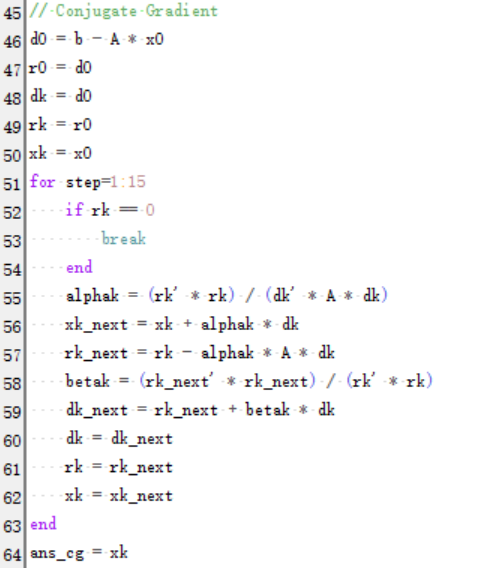 45 // Conjugate Gradient
46 d0 = b - A * x0
47 r0 = d0
48 dk = d0
49 rk = r0
50 xk = x0
51 for step=1:15
52     if rk == 0
53         break
54     end
55     alphak = (rk' * rk) / (dk' * A * dk)
56     xk_next = xk + alphak * dk
57     rk_next = rk - alphak * A * dk
58     betak = (rk_next' * rk_next) / (rk' * rk)
59     dk_next = rk_next + betak * dk
60     dk = dk_next
61     rk = rk_next
62     xk = xk_next
63 end
64 ans_cg = xk